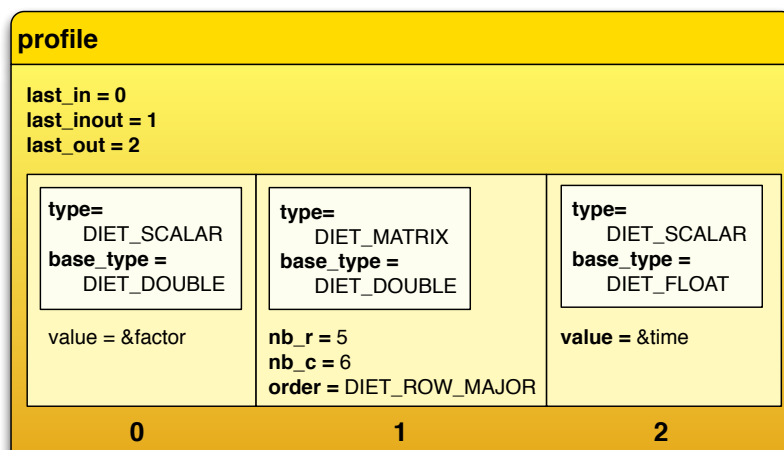 profile
last_in = 0
last_inout = 1
last_out = 2
type=
DIET_SCALAR
base_type =
DIET_DOUBLE
value = &factor
0
type=
DIET_MATRIX
base_type =
DIET_DOUBLE
nb_r = 5
nb_c = 6
order = DIET_ROW_MAJOR
1
type=
DIET_SCALAR
base_type =
DIET_FLOAT
value = &time
2